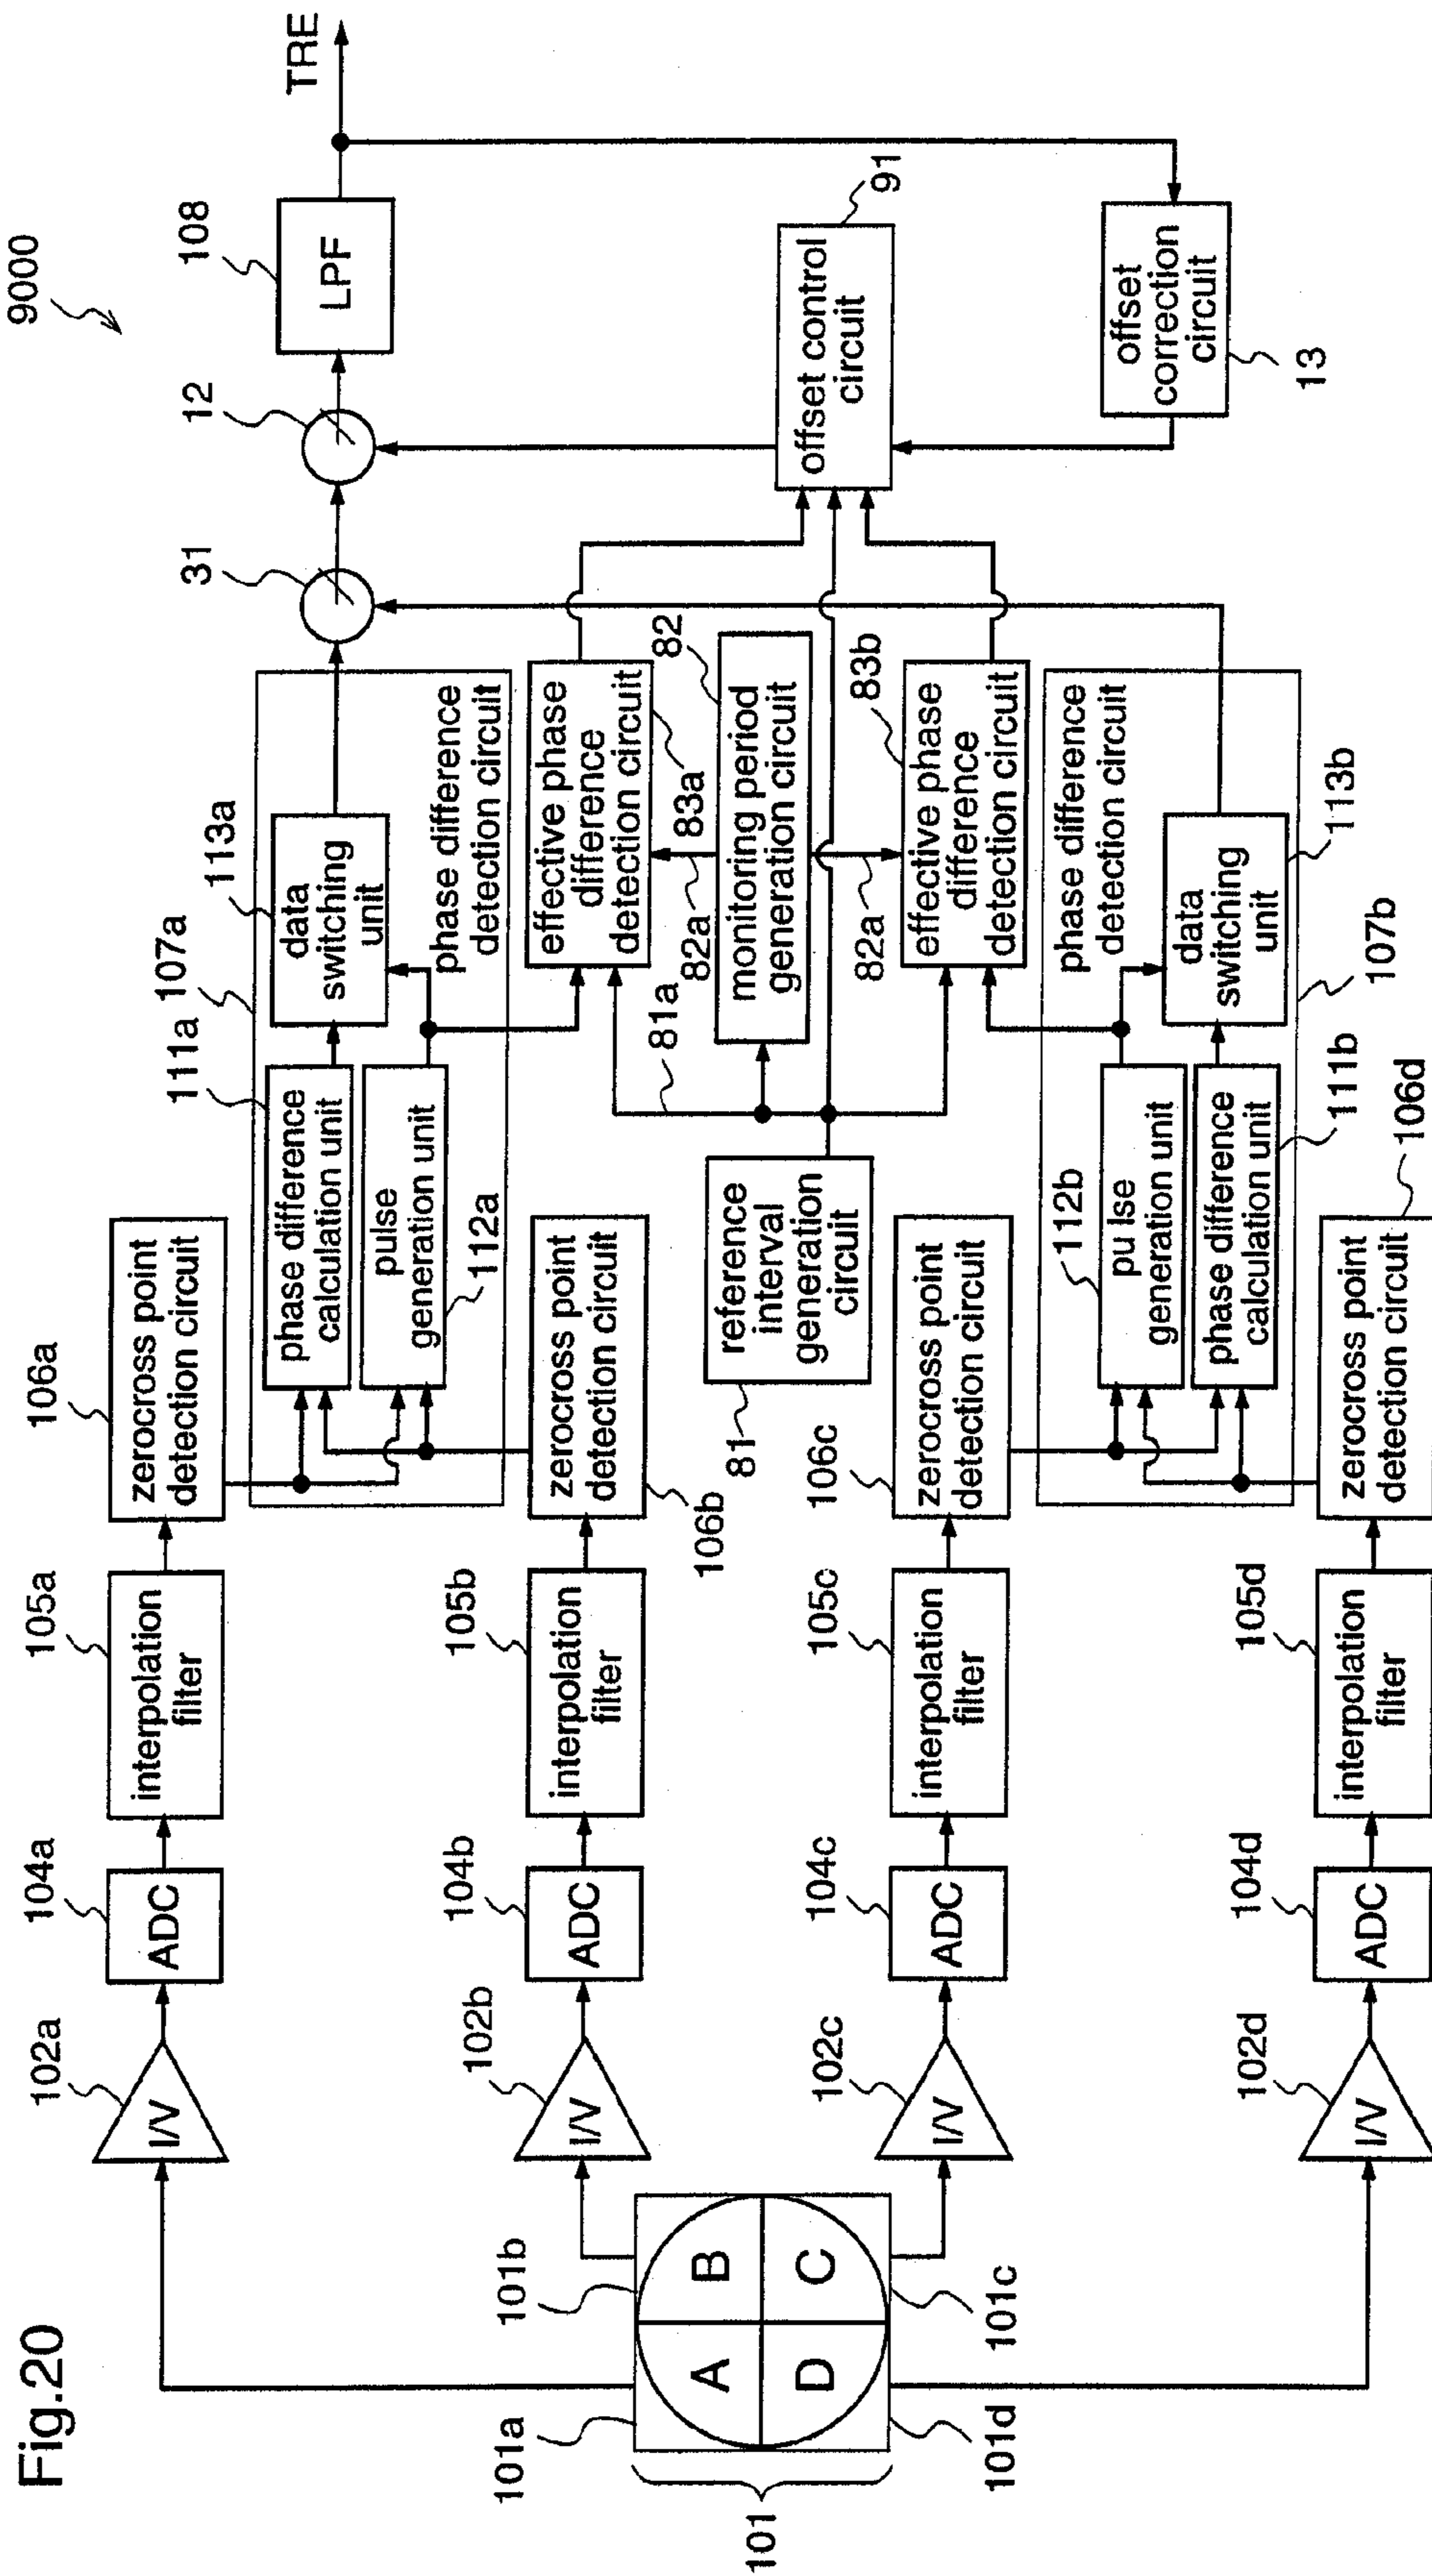 Fig.20
9000
101
101a
101b
101c
101d
A
B
C
D
102a
I/V
104a
ADC
105a
interpolation
filter
106a
zerocross point
detection circuit
102b
I/V
104b
ADC
105b
interpolation
filter
106b
zerocross point
detection circuit
102c
I/V
104c
ADC
105c
interpolation
filter
106c
zerocross point
detection circuit
102d
I/V
104d
ADC
105d
interpolation
filter
106d
zerocross point
detection circuit
107a
111a
phase difference
calculation unit
pulse
generation unit
112a
113a
data
switching
unit
phase difference
detection circuit
81
reference
interval
generation
circuit
81a
82
monitoring period
generation circuit
82a
82a
83a
effective phase
difference
detection circuit
83b
effective phase
difference
detection circuit
107b
112b
pu lse
generation unit
phase difference
calculation unit
111b
phase difference
detection circuit
data
switching
unit
113b
31
12
108
LPF
TRE
91
offset control
circuit
offset
correction
circuit
13